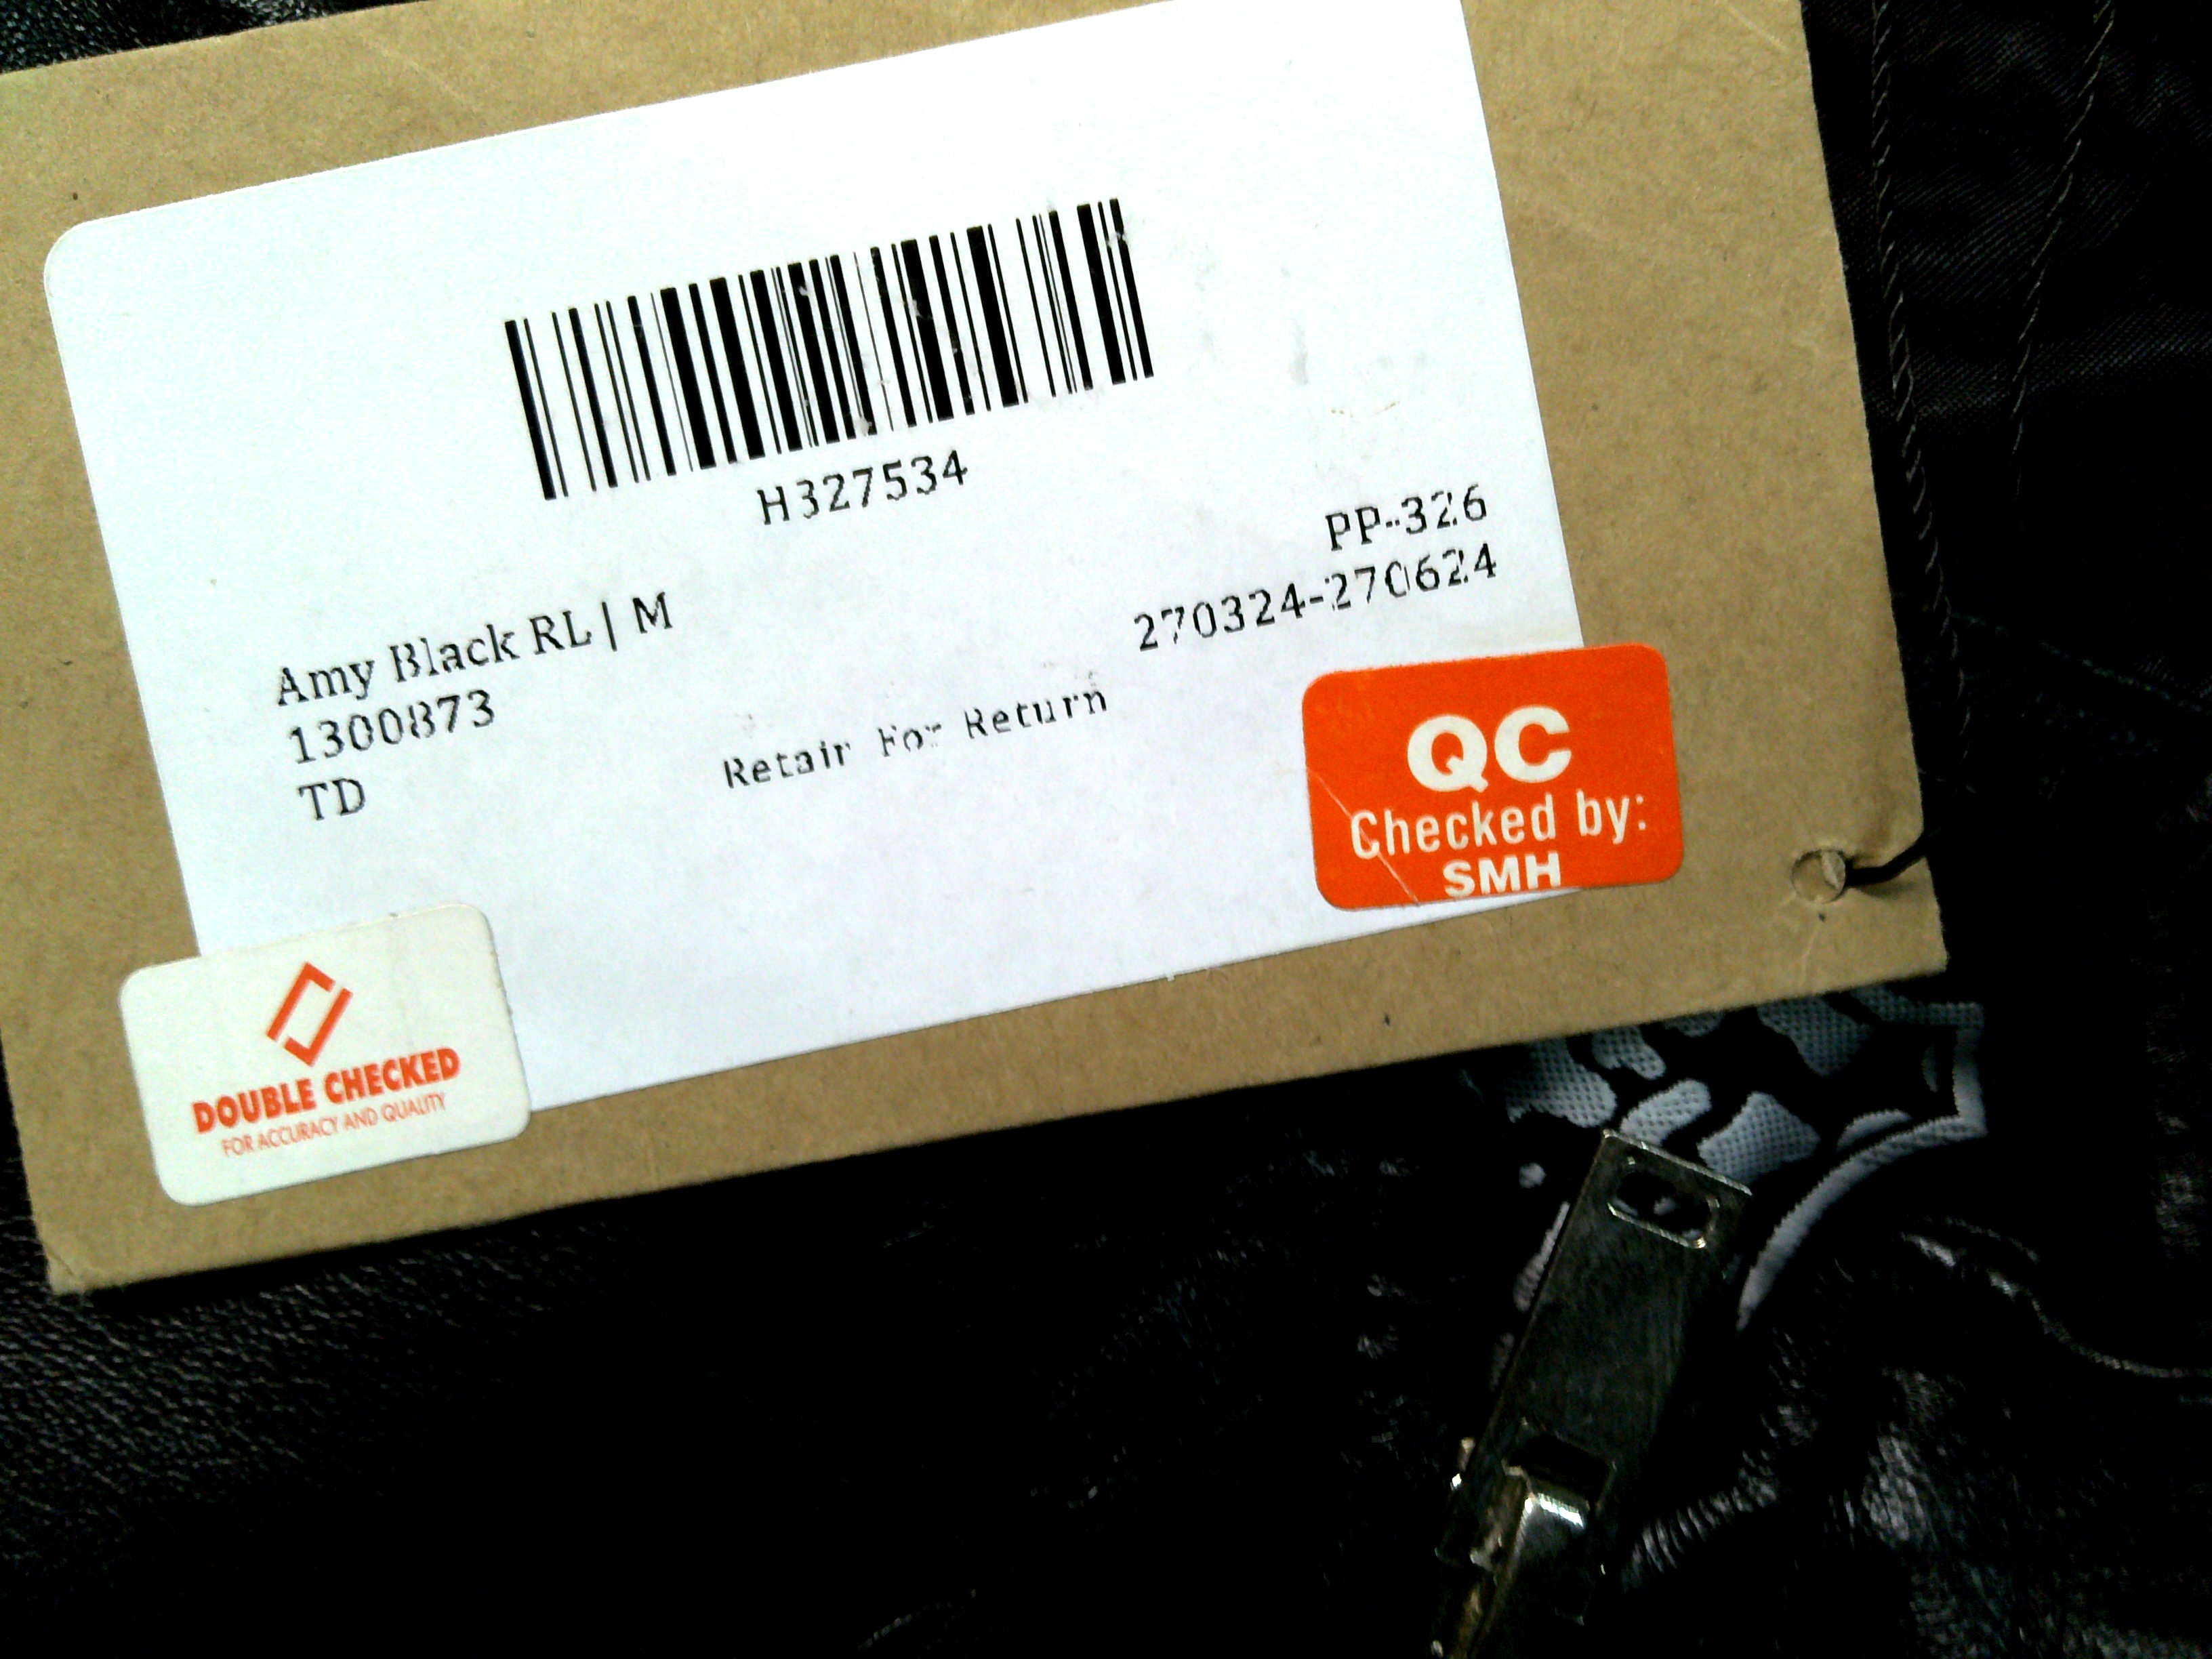 H327534
PP-326
270324-270624
Amy Black RL | M
1300873
TD
Retain For Return
QC
Checked by:
SMH
DOUBLE CHECKED
FOR ACCURACY AND QUALITY